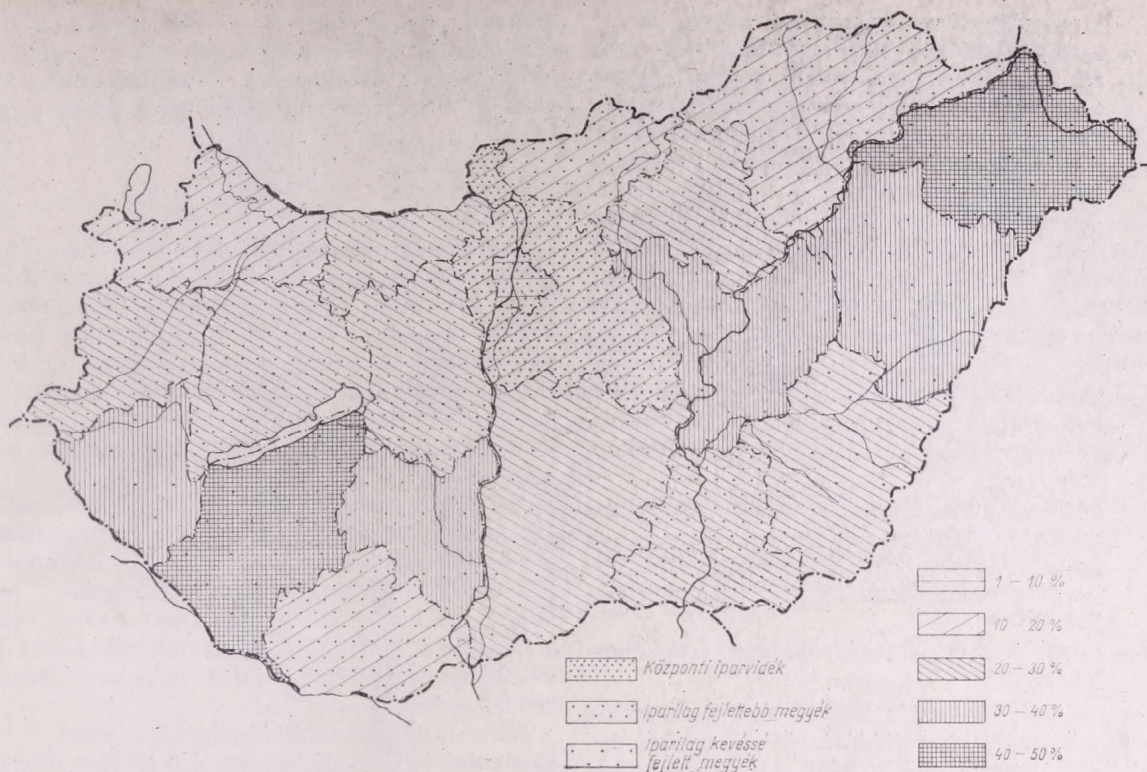 Központi iparvidék
Iparilag fejlettebb megyék
Iparilag kevéssé
fejlett megyék
1 – 10 %
10 – 20 %
20 – 30 %
30 – 40 %
40 – 50 %